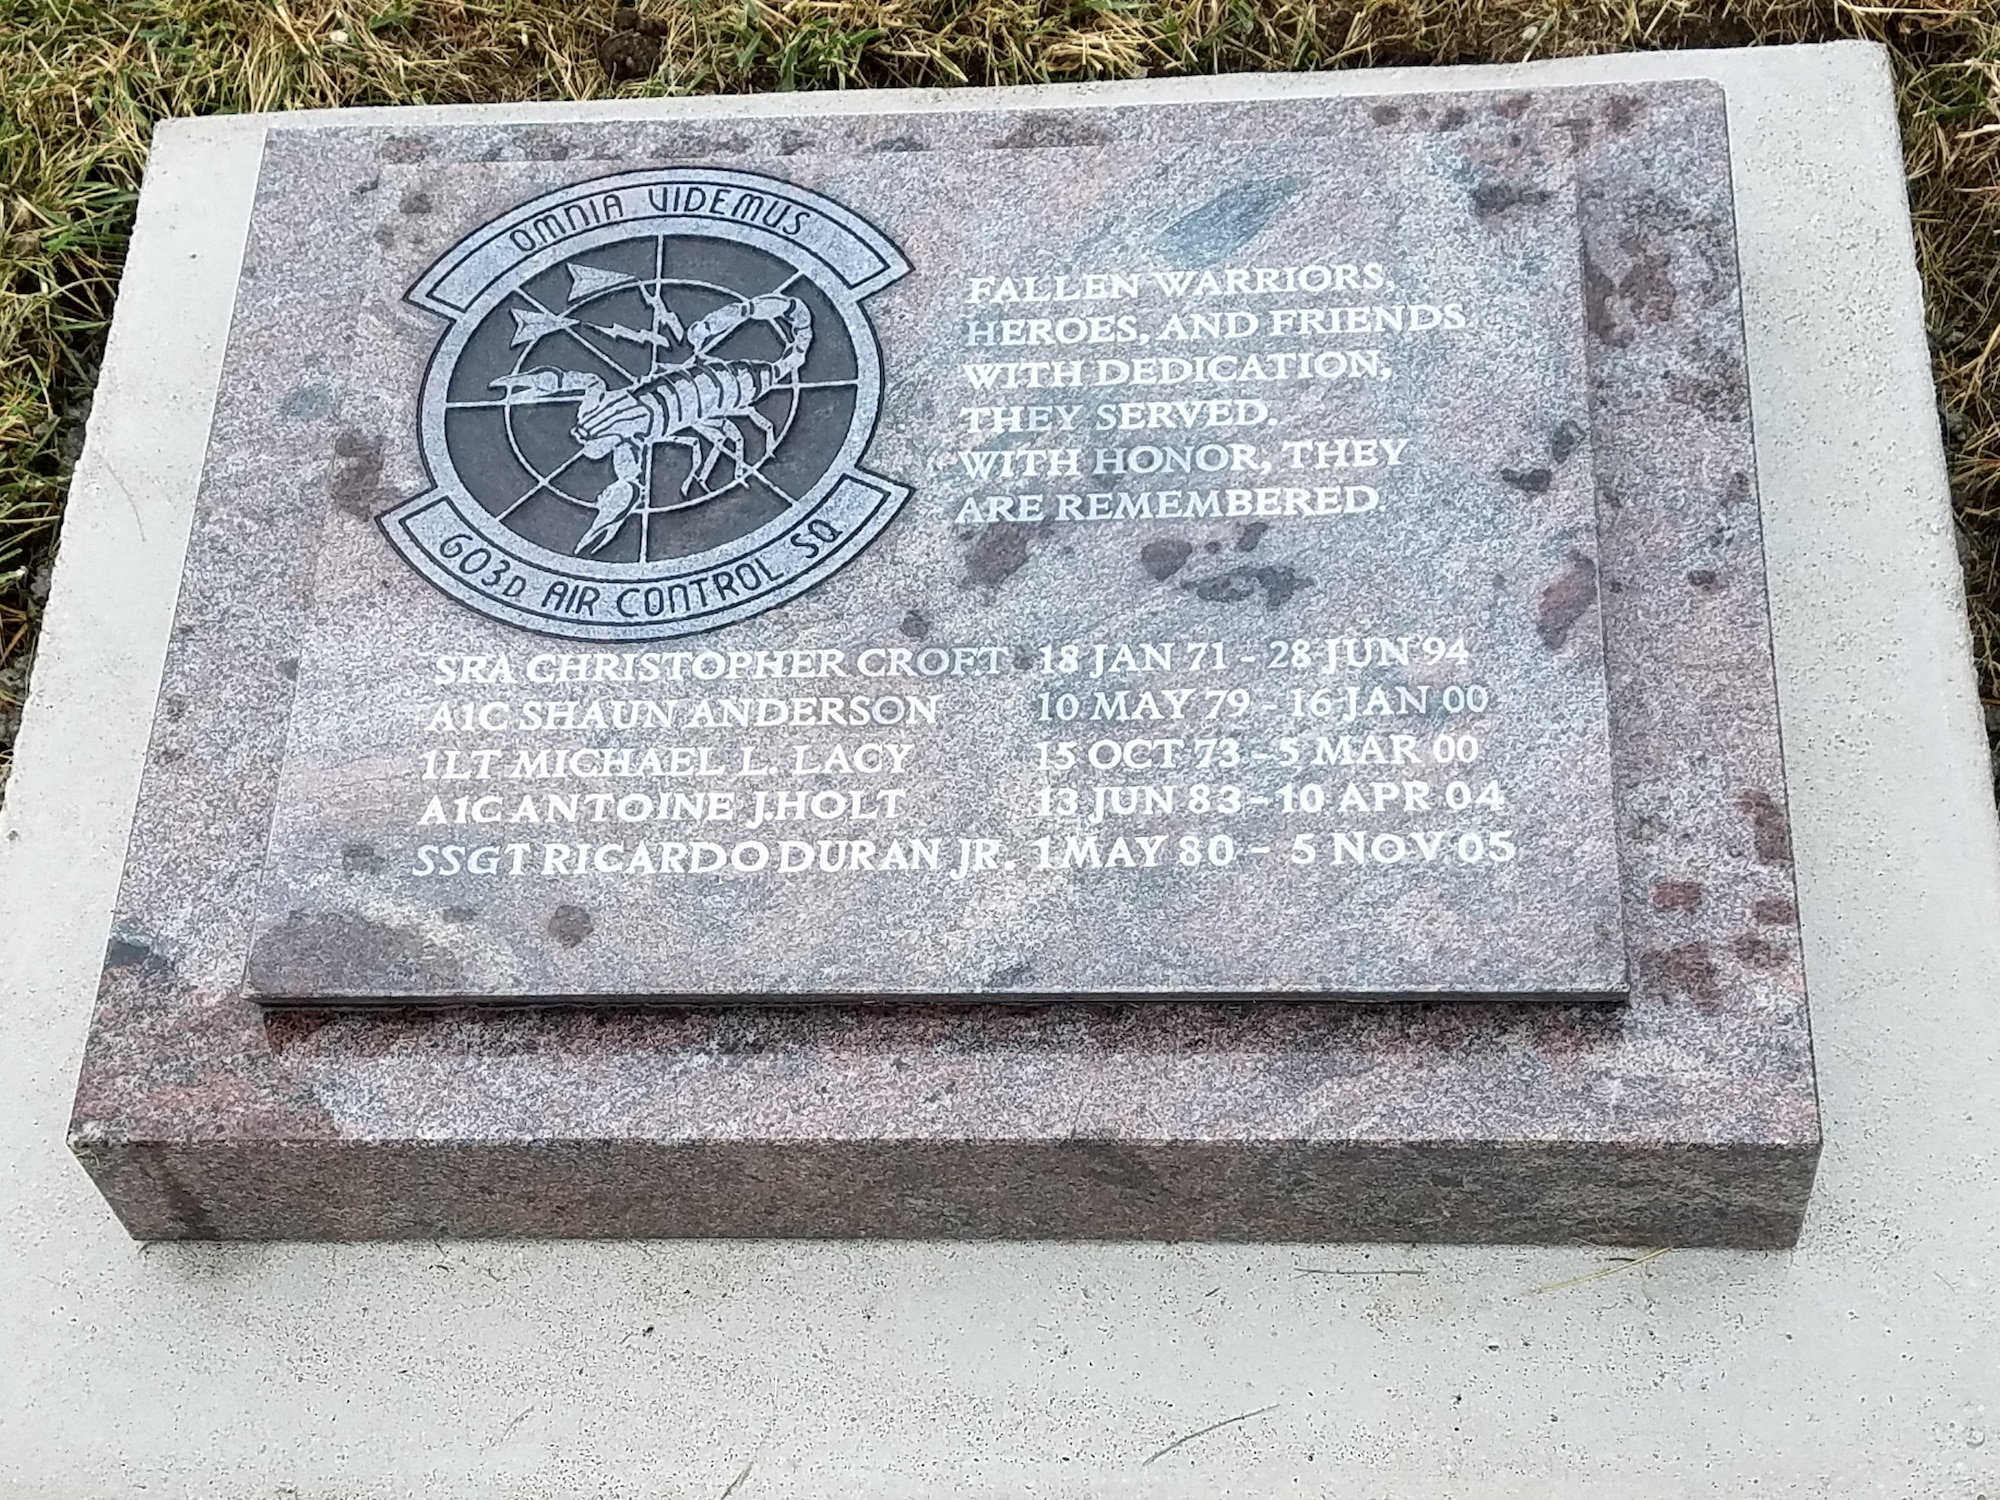 OMNIA VIDEMUS
603D AIR CONTROL SQ
FALLEN WARRIORS,
HEROES, AND FRIENDS
WITH DEDICATION,
THEY SERVED.
WITH HONOR, THEY
ARE REMEMBERED.
SRA CHRISTOPHER CROFT 18 JAN 71 - 28 JUN 94
A1C SHAUN ANDERSON 10 MAY 79 - 16 JAN 00
1LT MICHAEL L. LACY 15 OCT 73 - 5 MAR 00
A1C ANTOINE J. HOLT 13 JUN 83 - 10 APR 04
SSGT RICARDO DURAN JR. 1 MAY 80 - 5 NOV 05